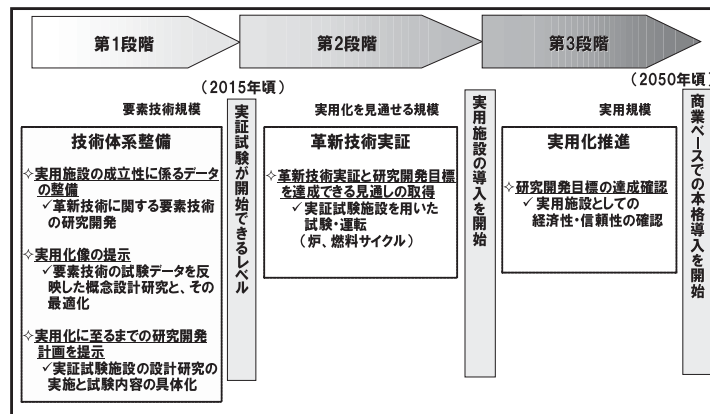 第1段階
第2段階
第3段階
(2015年頃)
(2050年頃)
要素技術規模
技術体系整備
✧実用施設の成立性に係るデータ
の整備
✓革新技術に関する要素技術
の研究開発
✧実用化像の提示
✓要素技術の試験データを反
映した概念設計研究と、その
最適化
✧実用化に至るまでの研究開発
計画を提示
✓実証試験施設の設計研究の
実施と試験内容の具体化
実証試験が開始できるレベル
実用化を見通せる規模
革新技術実証
✧革新技術実証と研究開発目標
を達成できる見通しの取得
✓実証試験施設を用いた
試験・運転
(炉、燃料サイクル)
実用施設の導入を開始
実用規模
実用化推進
✧研究開発目標の達成確認
✓実用施設としての
経済性・信頼性の確認
商業ベースでの本格導入を開始